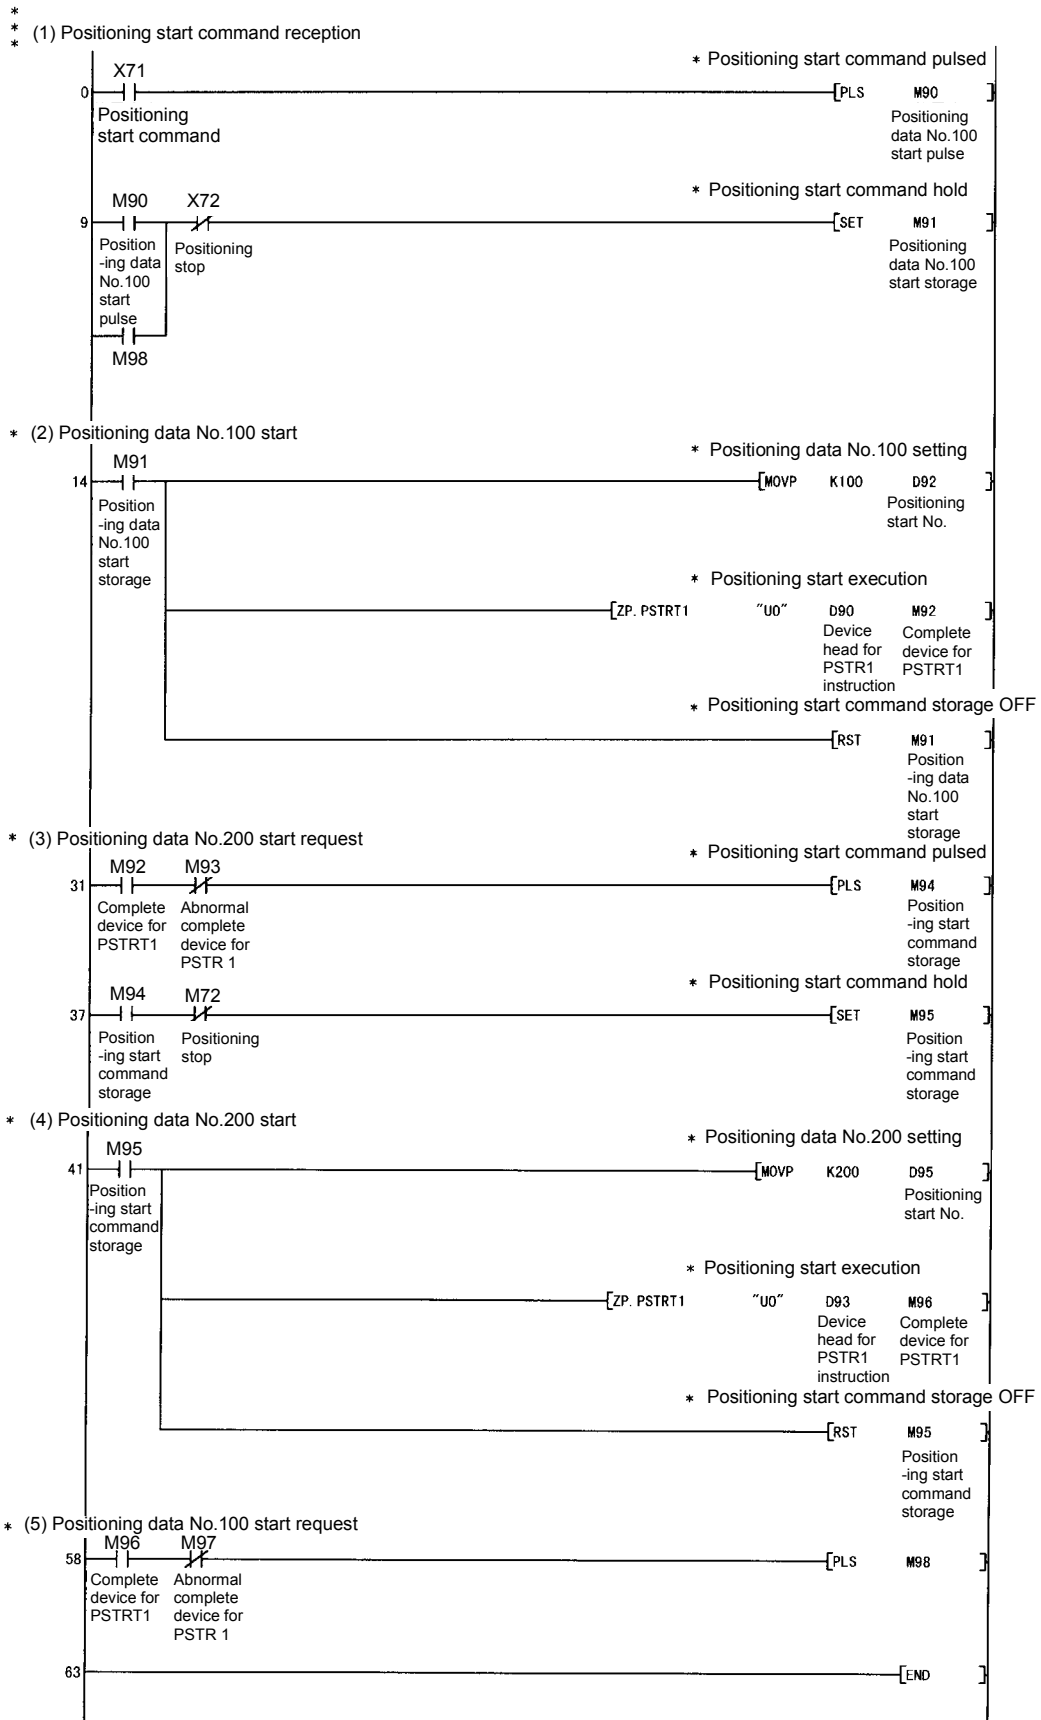 *
*
* (1) Positioning start command reception
* Positioning start command pulsed
X71
0
[PLS M90 ]
Positioning
start command
Positioning
data No.100
start pulse
* Positioning start command hold
M90 X72
9
[SET M91 ]
Position
-ing data
No.100
start
pulse
Positioning
stop
Positioning
data No.100
start storage
M98
* (2) Positioning data No.100 start
* Positioning data No.100 setting
M91
14
[MOVP K100 D92 ]
Position
-ing data
No.100
start
storage
Positioning
start No.
* Positioning start execution
[ZP. PSTRT1 "U0" D90 M92 ]
Device
head for
PSTR1
instruction
Complete
device for
PSTRT1
* Positioning start command storage OFF
[RST M91 ]
Position
-ing data
No.100
start
storage
* (3) Positioning data No.200 start request
* Positioning start command pulsed
M92 M93
31
[PLS M94 ]
Complete
device for
PSTRT1
Abnormal
complete
device for
PSTR 1
Position
-ing start
command
storage
* Positioning start command hold
M94 M72
37
[SET M95 ]
Position
-ing start
command
storage
Positioning
stop
Position
-ing start
command
storage
* (4) Positioning data No.200 start
* Positioning data No.200 setting
M95
41
[MOVP K200 D95 ]
Position
-ing start
command
storage
Positioning
start No.
* Positioning start execution
[ZP. PSTRT1 "U0" D93 M96 ]
Device
head for
PSTR1
instruction
Complete
device for
PSTRT1
* Positioning start command storage OFF
[RST M95 ]
Position
-ing start
command
storage
* (5) Positioning data No.100 start request
M96 M97
58
[PLS M98 ]
Complete
device for
PSTRT1
Abnormal
complete
device for
PSTR 1
63
[END ]